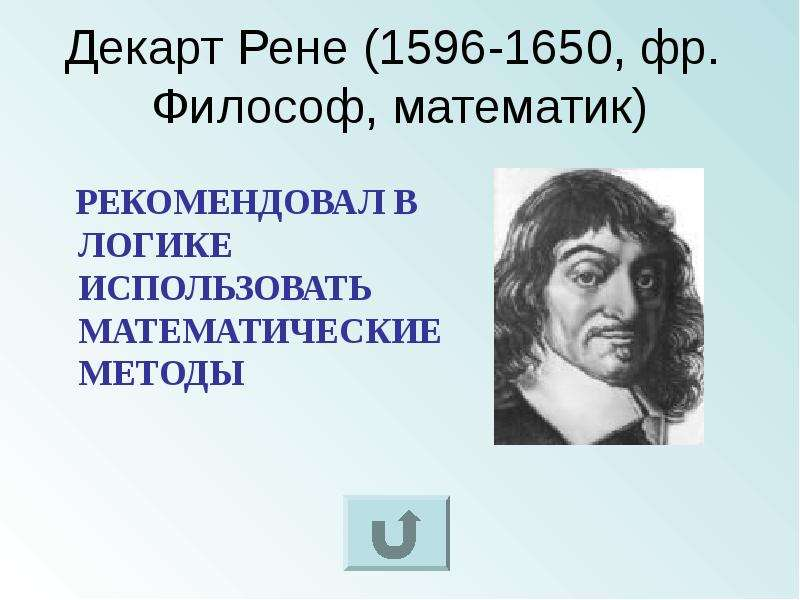 Декарт Рене (1596-1650, фр.
Философ, математик)
РЕКОМЕНДОВАЛ В
ЛОГИКЕ
ИСПОЛЬЗОВАТЬ
МАТЕМАТИЧЕСКИЕ
МЕТОДЫ